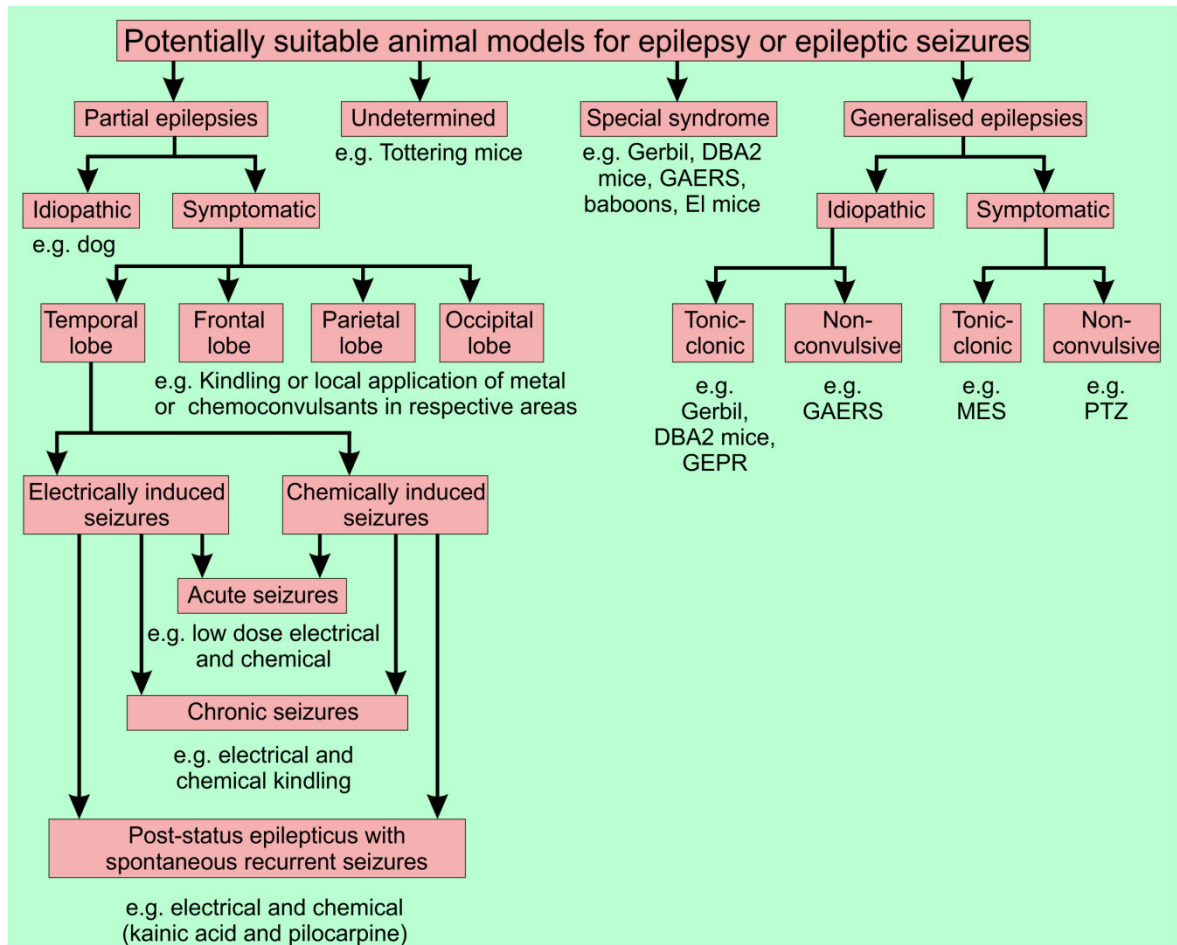 Potentially suitable animal models for epilepsy or epileptic seizures
Partial epilepsies
Undetermined
e.g. Tottering mice
Special syndrome
e.g. Gerbil, DBA2
mice, GAERS,
baboons, El mice
Generalised epilepsies
Idiopathic
e.g. dog
Symptomatic
Idiopathic
Symptomatic
Temporal
lobe
Frontal
lobe
Parietal
lobe
Occipital
lobe
e.g. Kindling or local application of metal
or chemoconvulsants in respective areas
Tonic-
clonic
e.g.
Gerbil,
DBA2 mice,
GEPR
Non-
convulsive
e.g.
GAERS
Tonic-
clonic
e.g.
MES
Non-
convulsive
e.g.
PTZ
Electrically induced
seizures
Chemically induced
seizures
Acute seizures
e.g. low dose electrical
and chemical
Chronic seizures
e.g. electrical and
chemical kindling
Post-status epilepticus with
spontaneous recurrent seizures
e.g. electrical and chemical
(kainic acid and pilocarpine)